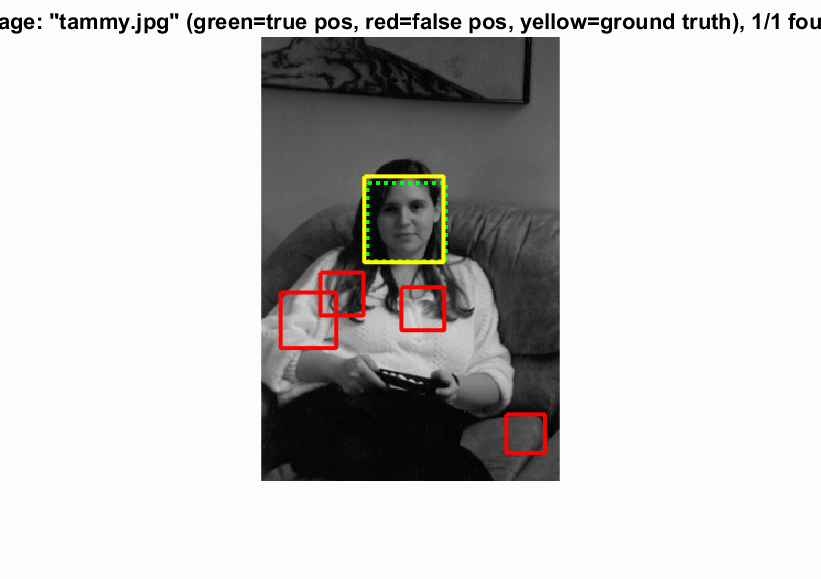 age: "tammy.jpg" (green=true pos, red=false pos, yellow=ground truth), 1/1 fou